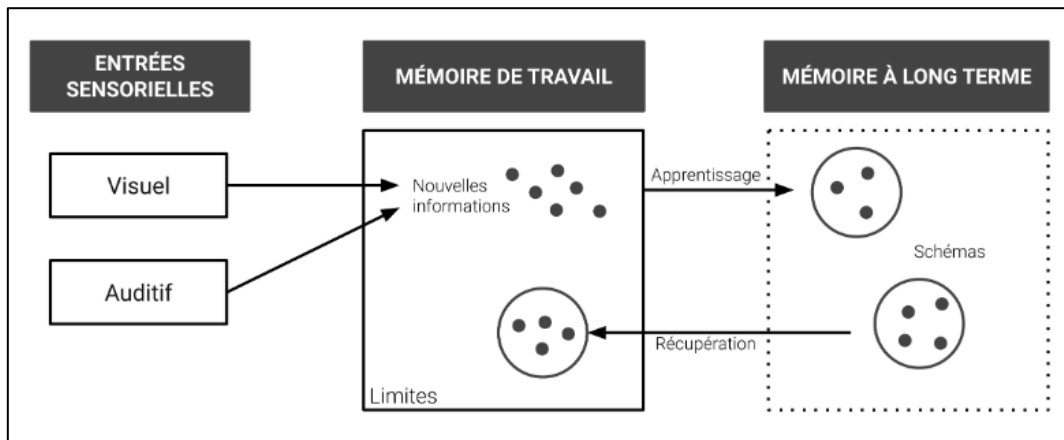 ENTRÉES
SENSORIELLES
MÉMOIRE DE TRAVAIL
MÉMOIRE À LONG TERME
Visuel
Auditif
Nouvelles
informations
Limites
Apprentissage
Récupération
Schémas